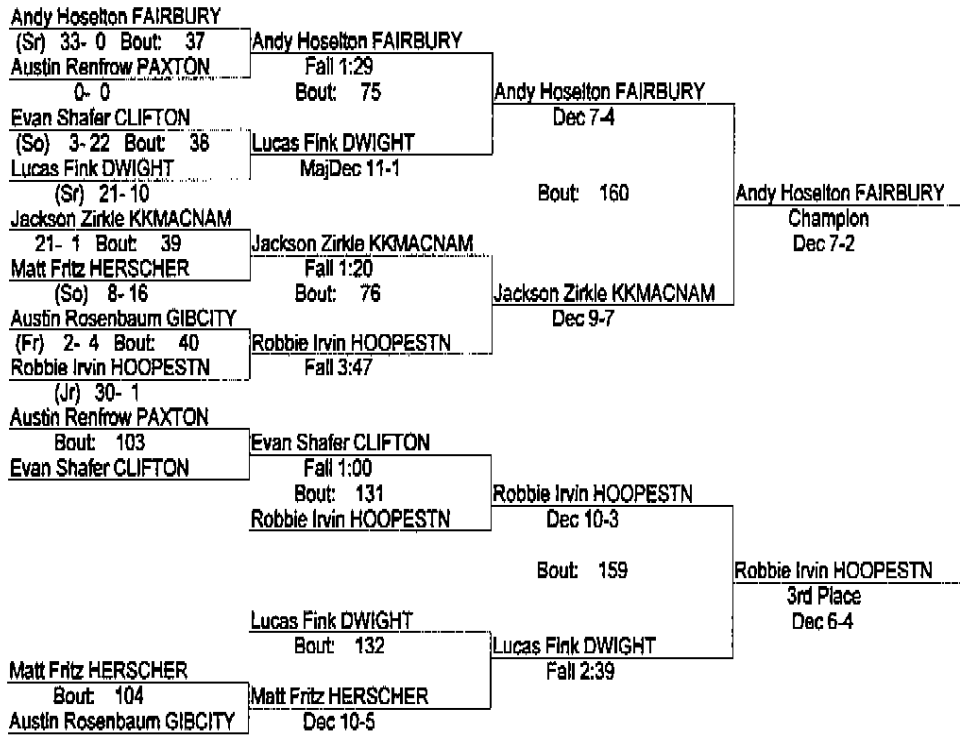 Andy Hoselton FAIRBURY
(Sr) 33- 0 Bout: 37
Austin Renfrow PAXTON
0- 0
Evan Shafer CLIFTON
(So) 3-22 Bout: 38
Lucas Fink DWIGHT
(Sr) 21-10
Jackson Zirkle KKMACNAM
21- 1 Bout: 39
Matt Fritz HERSCHER
(So) 8-16
Austin Rosenbaum GIBCITY
(Fr) 2- 4 Bout: 40
Robbie Irvin HOOPESTN
(Jr) 30- 1
Austin Renfrow PAXTON
Bout: 103
Evan Shafer CLIFTON
Matt Fritz HERSCHER
Bout: 104
Austin Rosenbaum GIBCITY
Andy Hoselton FAIRBURY
Fall 1:29
Bout: 75
Lucas Fink DWIGHT
MajDec 11-1
Jackson Zirkle KKMACNAM
Fall 1:20
Bout: 76
Robbie Irvin HOOPESTN
Fall 3:47
Evan Shafer CLIFTON
Fall 1:00
Bout: 131
Robbie Irvin HOOPESTN
Lucas Fink DWIGHT
Bout: 132
Matt Fritz HERSCHER
Dec 10-5
Andy Hoselton FAIRBURY
Dec 7-4
Bout: 160
Jackson Zirkle KKMACNAM
Dec 9-7
Robbie Irvin HOOPESTN
Dec 10-3
Bout: 159
Lucas Fink DWIGHT
Fall 2:39
Andy Hoselton FAIRBURY
Champion
Dec 7-2
Robbie Irvin HOOPESTN
3rd Place
Dec 6-4